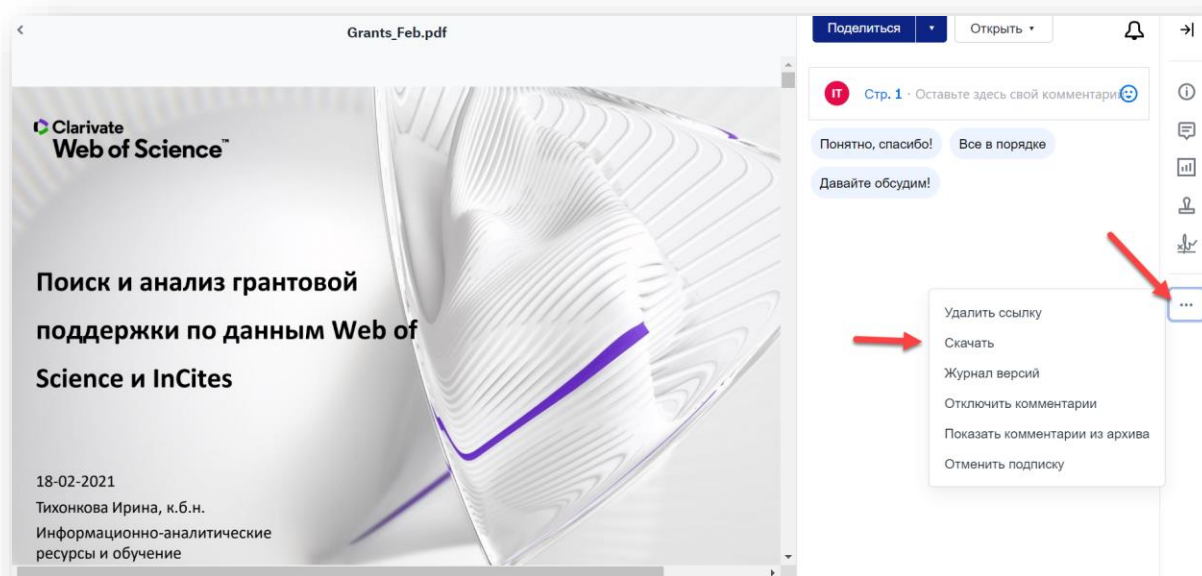 Grants_Feb.pdf
Поделиться
Открыть
IT Стр. 1 · Оставьте здесь свой комментарий
Понятно, спасибо! Все в порядке
Давайте обсудим!
Clarivate
Web of Science™
Поиск и анализ грантовой
поддержки по данным Web of
Science и InCites
18-02-2021
Тихонкова Ирина, к.б.н.
Информационно-аналитические
ресурсы и обучение
Удалить ссылку
Скачать
Журнал версий
Отключить комментарии
Показать комментарии из архива
Отменить подписку